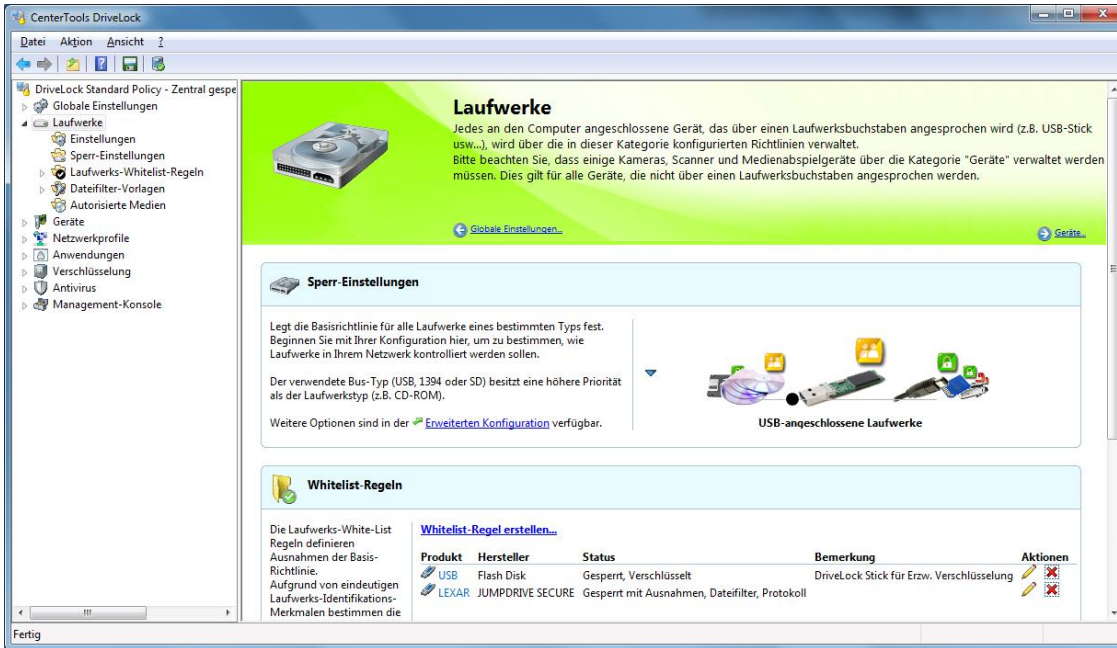 CenterTools DriveLock
Datei Aktion Ansicht ?
DriveLock Standard Policy - Zentral gespe
Globale Einstellungen
Laufwerke
Einstellungen
Sperr-Einstellungen
Laufwerks-Whitelist-Regeln
Dateifilter-Vorlagen
Autorisierte Medien
Geräte
Netzwerkprofile
Anwendungen
Verschlüsselung
Antivirus
Management-Konsole
Laufwerke
Jedes an den Computer angeschlossene Gerät, das über einen Laufwerksbuchstaben angesprochen wird (z.B. USB-Stick
usw...), wird über die in dieser Kategorie konfigurierten Richtlinien verwaltet.
Bitte beachten Sie, dass einige Kameras, Scanner und Medienabspielgeräte über die Kategorie "Geräte" verwaltet werden
müssen. Dies gilt für alle Geräte, die nicht über einen Laufwerksbuchstaben angesprochen werden.
Globale Einstellungen...
Geräte...
Sperr-Einstellungen
Legt die Basisrichtlinie für alle Laufwerke eines bestimmten Typs fest.
Beginnen Sie mit Ihrer Konfiguration hier, um zu bestimmen, wie
Laufwerke in Ihrem Netzwerk kontrolliert werden sollen.
Der verwendete Bus-Typ (USB, 1394 oder SD) besitzt eine höhere Priorität
als der Laufwerkstyp (z.B. CD-ROM).
Weitere Optionen sind in der Erweiterten Konfiguration verfügbar.
USB-angeschlossene Laufwerke
Whitelist-Regeln
Die Laufwerks-White-List
Regeln definieren
Ausnahmen der Basis-
Richtlinie.
Aufgrund von eindeutigen
Laufwerks-Identifikations-
Merkmalen bestimmen die
Whitelist-Regel erstellen...
Produkt Hersteller Status Bemerkung Aktionen
USB Flash Disk Gesperrt, Verschlüsselt DriveLock Stick für Erzw. Verschlüsselung
LEXAR JUMPDRIVE SECURE Gesperrt mit Ausnahmen, Dateifilter, Protokoll
Fertig